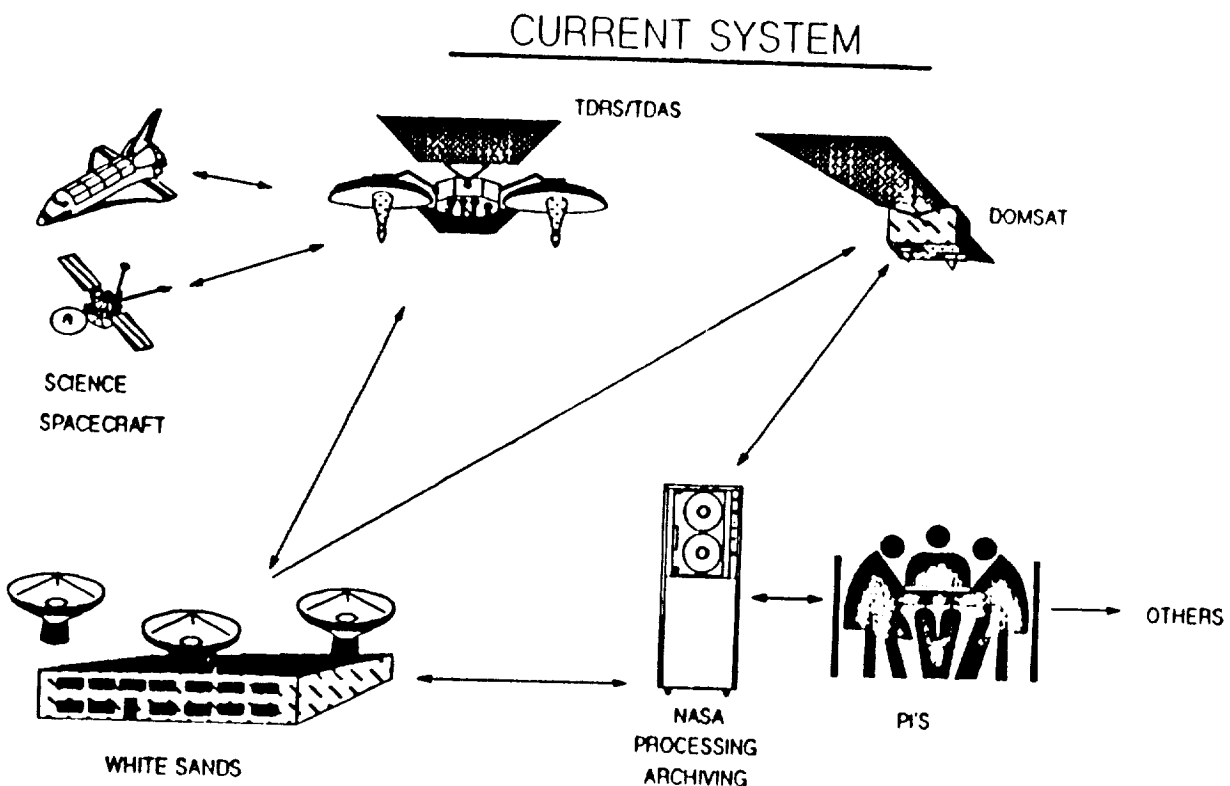 CURRENT SYSTEM
TDRS/TDAS
DOMSAT
SCIENCE
SPACECRAFT
OTHERS
NASA
PROCESSING
ARCHIVING
PI'S
WHITE SANDS